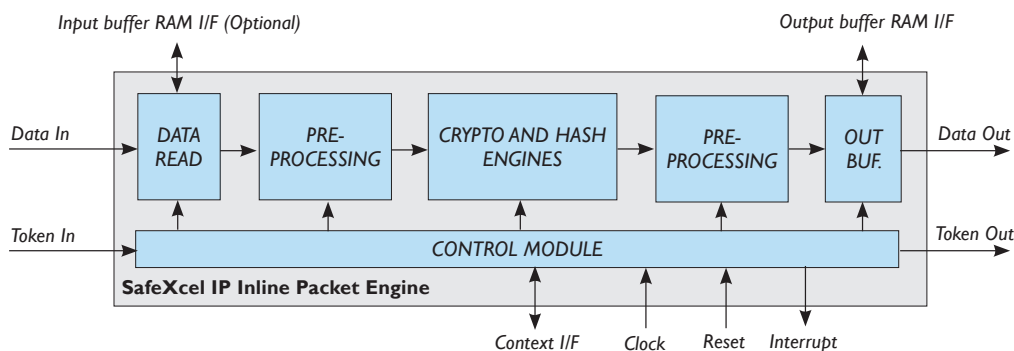 Input buffer RAM I/F (Optional)
Output buffer RAM I/F
Data In
DATA
READ
PRE-
PROCESSING
CRYPTO AND HASH
ENGINES
PRE-
PROCESSING
OUT
BUF.
Data Out
Token In
CONTROL MODULE
Token Out
SafeXcel IP Inline Packet Engine
Context I/F
Clock
Reset
Interrupt